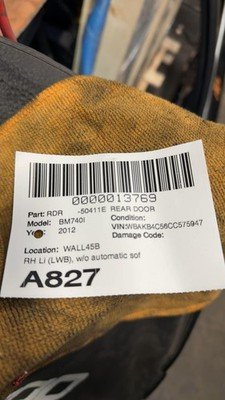 0000013769
Part: RDR -50411E REAR DOOR
Model: BM740I Condition:
Year: 2012 VIN:WBAKB4C56CC575947
Damage Code:
Location: WALL45B
RH Li (LWB), w/o automatic sof
A827